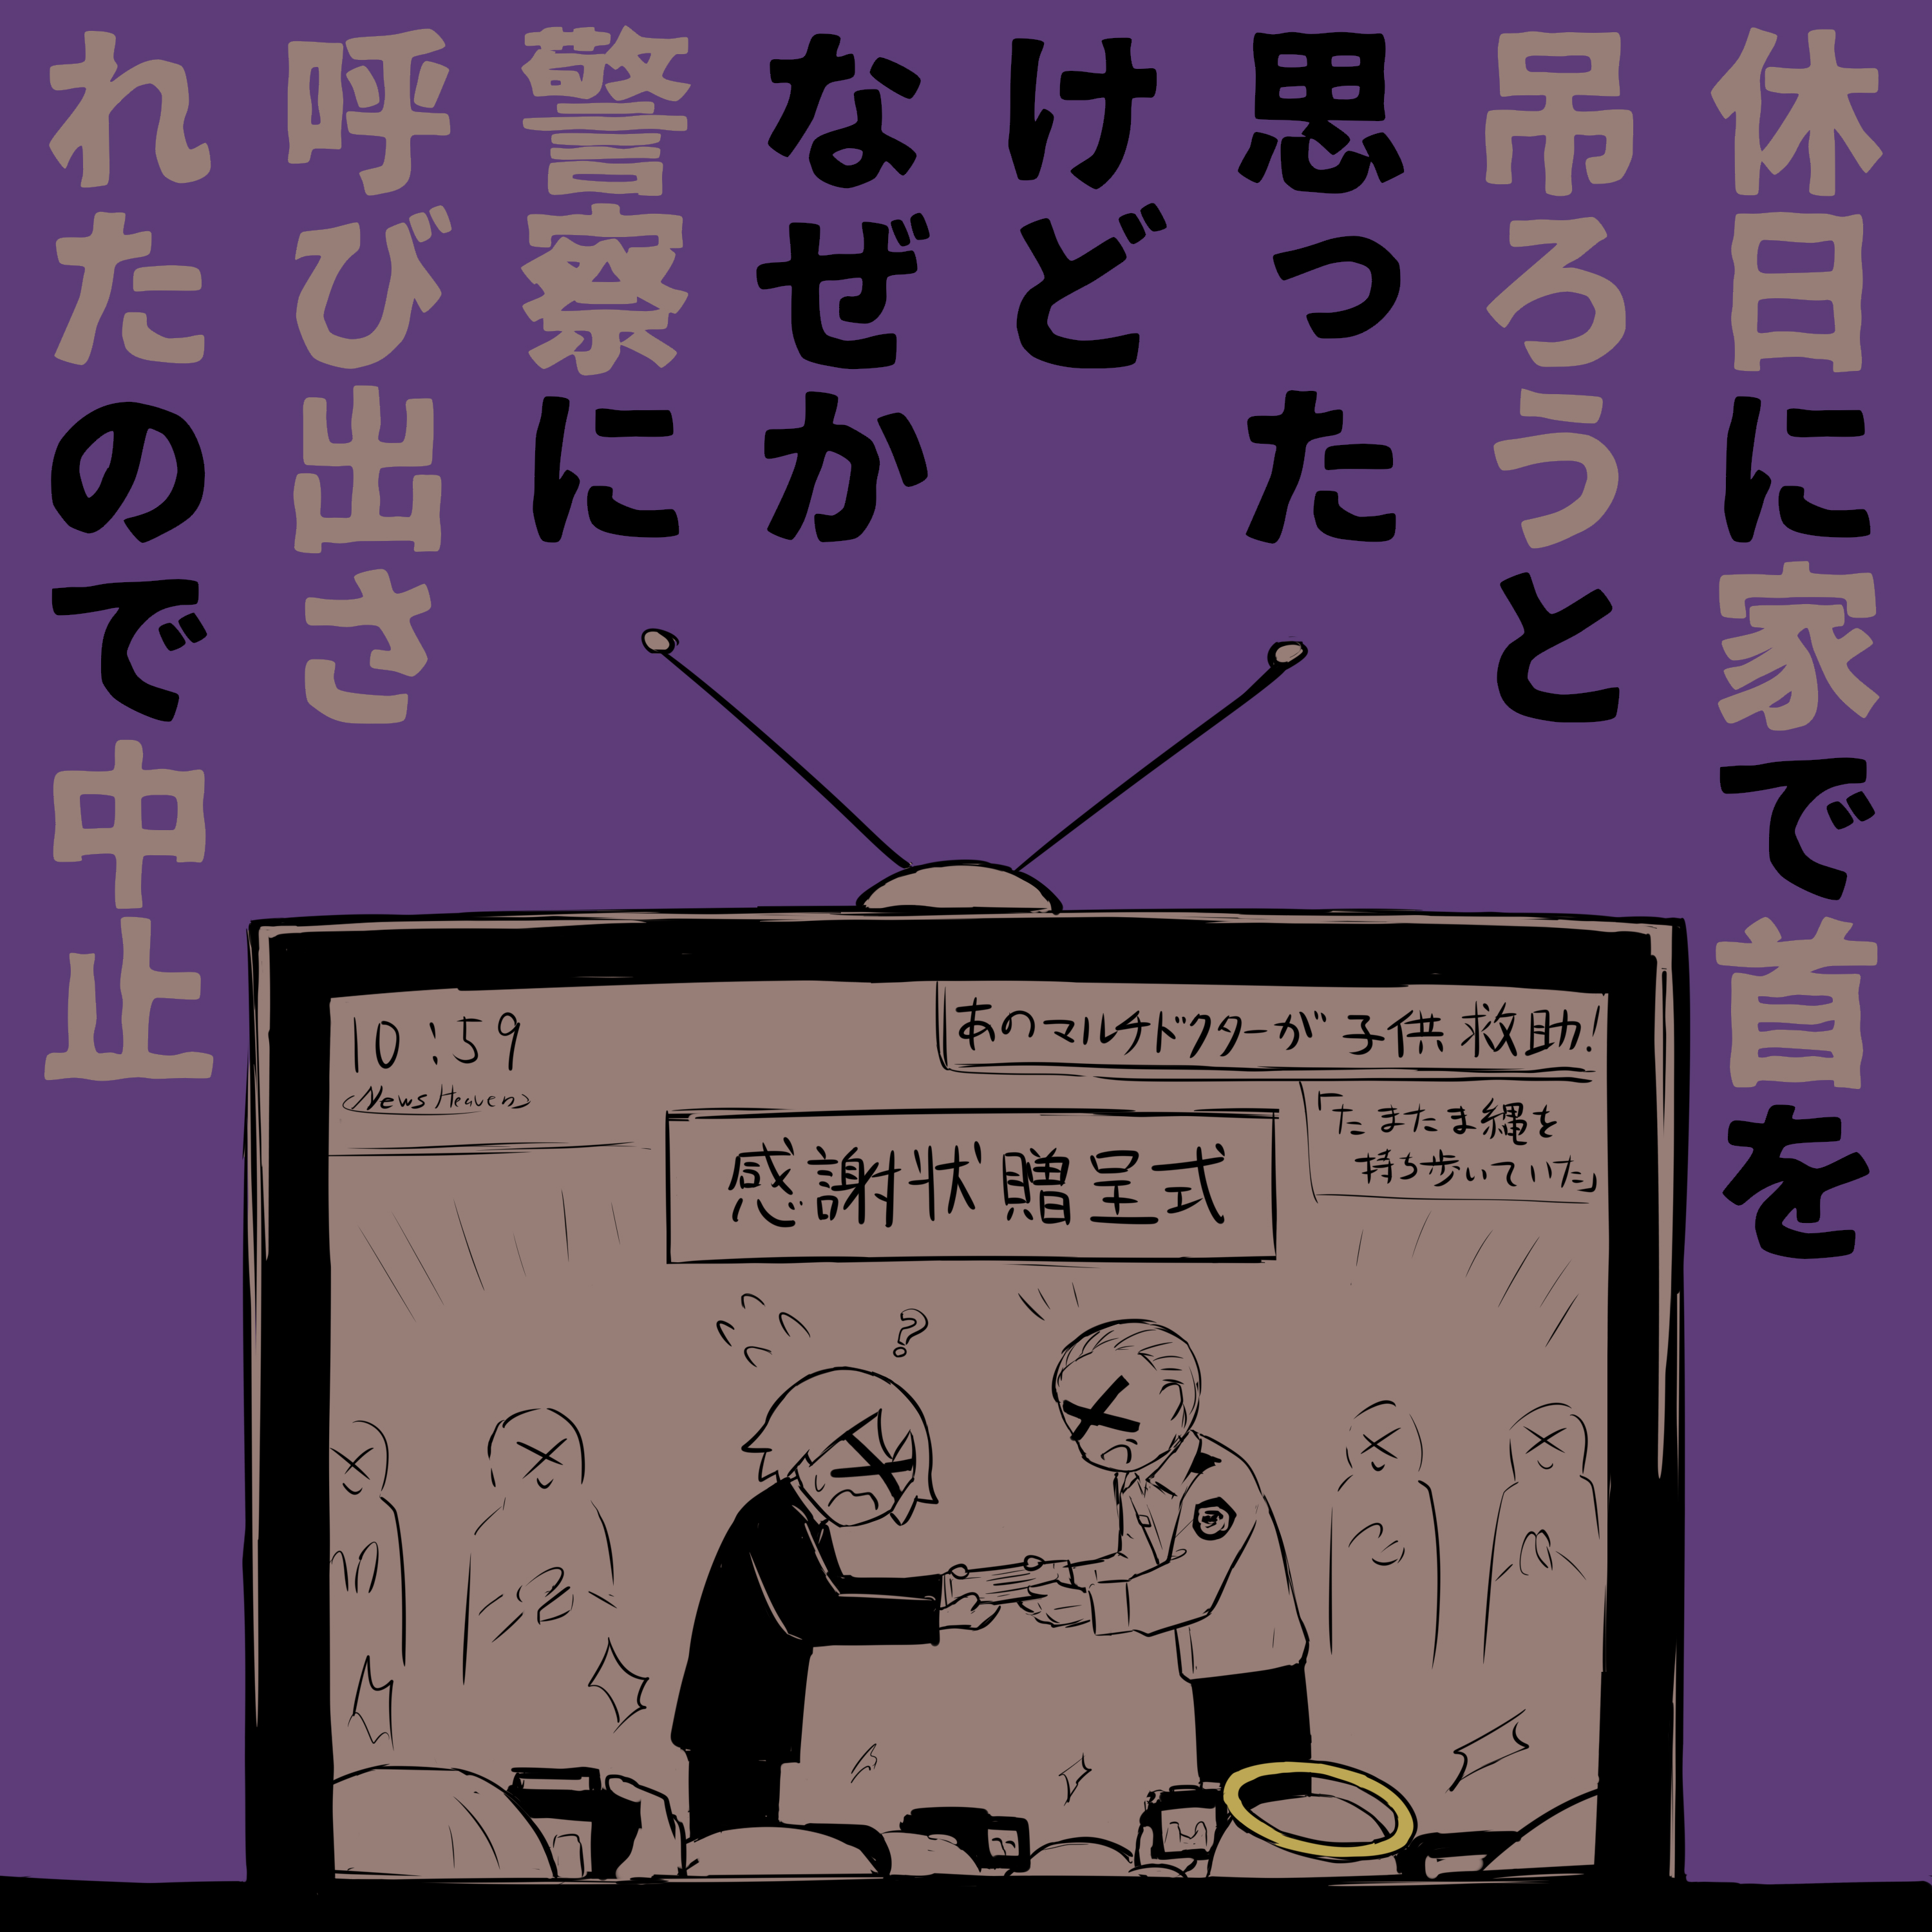 休日に家で首を
吊ろうと
思った
けど
なぜか
警察に
呼び出さ
れたので中止
10:59
News Heaven
あのマルチドクターが子供救出!
「たまたま縄を
持ち歩いていた」
感謝状贈呈式
?